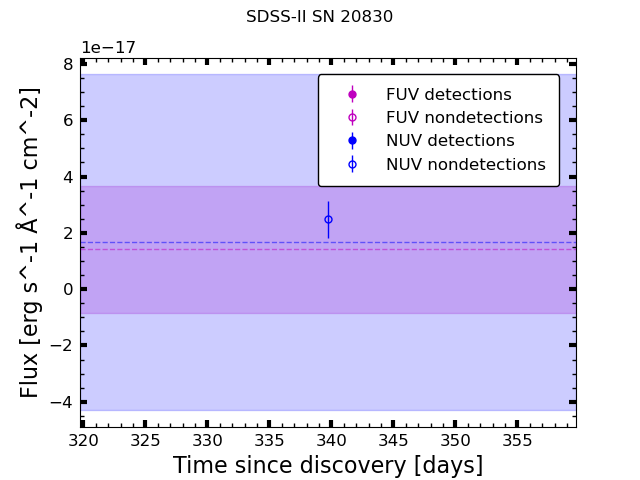 SDSS-II SN 20830
1e−17
8
6
4
2
0
−2
−4
Flux [erg s^-1 Å^-1 cm^-2]
FUV detections
FUV nondetections
NUV detections
NUV nondetections
320 325 330 335 340 345 350 355
Time since discovery [days]